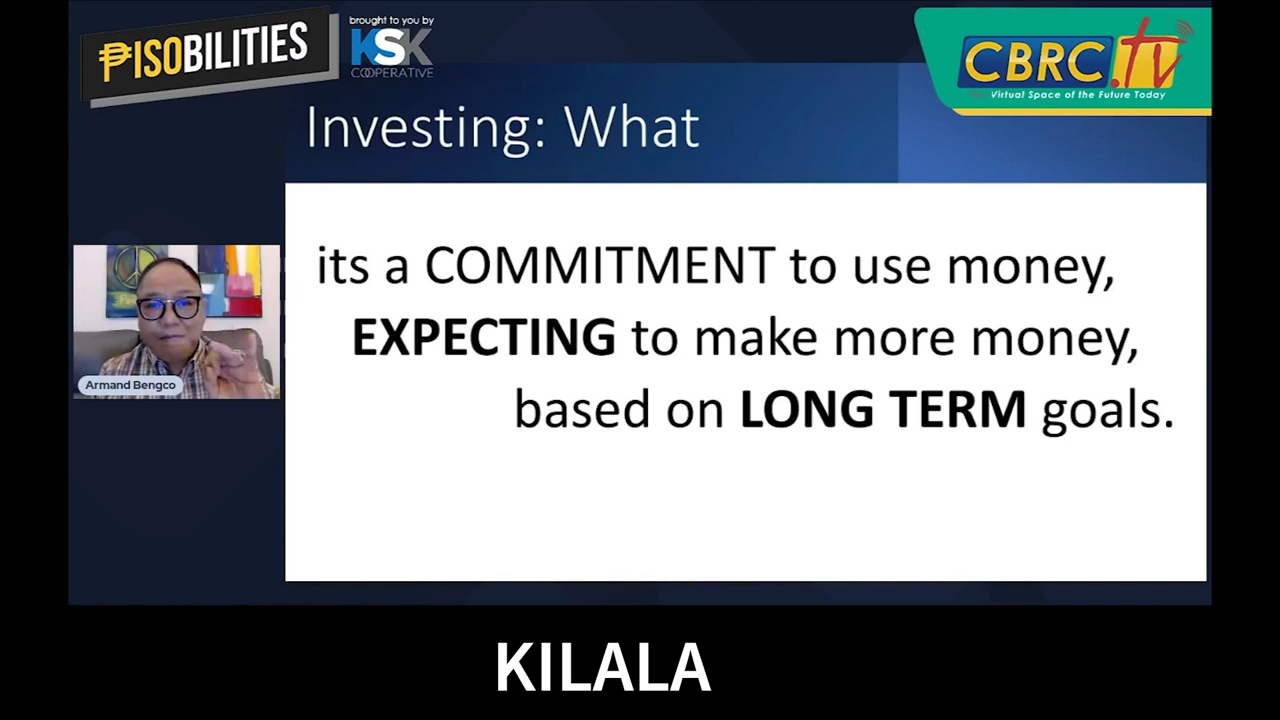 ₱ISOBILITIES
brought to you by
KSK
COOPERATIVE
CBRC.tv
Virtual Space of the Future Today
Investing: What
its a COMMITMENT to use money,
EXPECTING to make more money,
based on LONG TERM goals.
Armand Bengco
KILALA